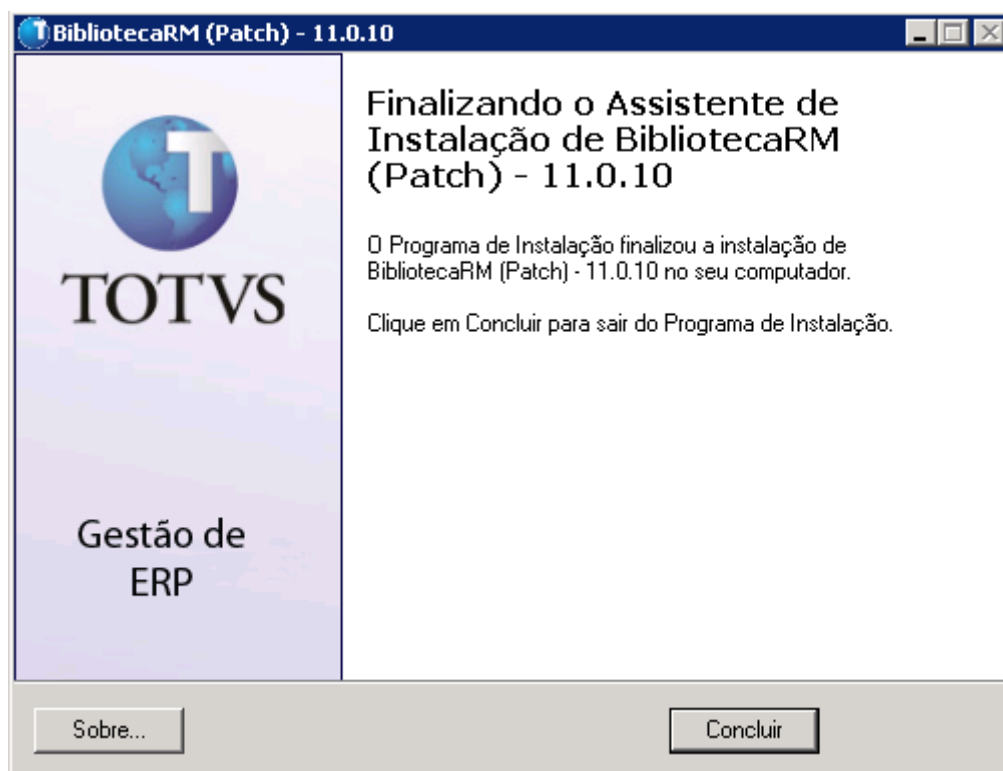 BibliotecaRM (Patch) - 11.0.10
Finalizando o Assistente de
Instalação de BibliotecaRM
(Patch) - 11.0.10
O Programa de Instalação finalizou a instalação de
BibliotecaRM (Patch) - 11.0.10 no seu computador.
Clique em Concluir para sair do Programa de Instalação.
T
TOTVS
Gestão de
ERP
Sobre...
Concluir